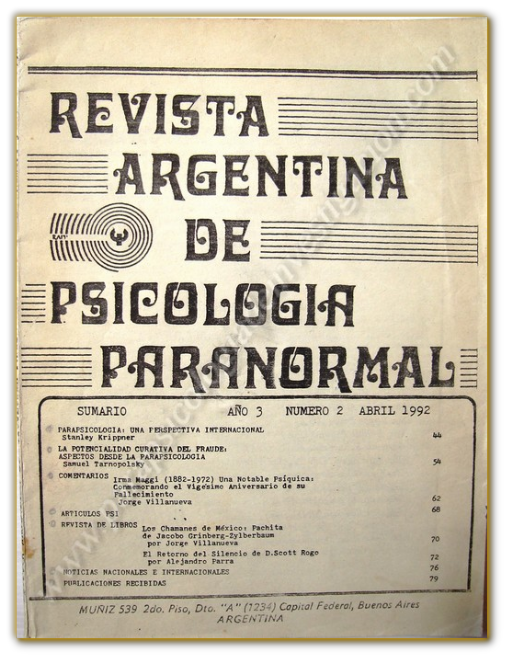 REVISTA
ARGENTINA
DE
PSICOLOGIA
PARANORMAL
SUMARIO AÑO 3 NUMERO 2 ABRIL 1992
PARAPSICOLOGIA: UNA PERSPECTIVA INTERNACIONAL
Stanley Krippner 44
LA POTENCIALIDAD CURATIVA DEL FRAUDE:
ASPECTOS DESDE LA PARAPSICOLOGIA
Samuel Tarnopolsky 54
COMENTARIOS Irma Maggi (1882-1972) Una Notable Psíquica:
Conmemorando el Vigésimo Aniversario de su
Fallecimiento
Jorge Villanueva 62
ARTICULOS PSI 68
REVISTA DE LIBROS Los Chamanes de México: Pachita
de Jacobo Grinberg-Zylberbaum
por Jorge Villanueva 70
El Retorno del Silencio de D.Scott Rogo
por Alejandro Parra 72
NOTICIAS NACIONALES E INTERNACIONALES 76
PUBLICACIONES RECIBIDAS 79
MUÑIZ 539 2do. Piso, Dto. "A" (1234) Capital Federal, Buenos Aires
ARGENTINA